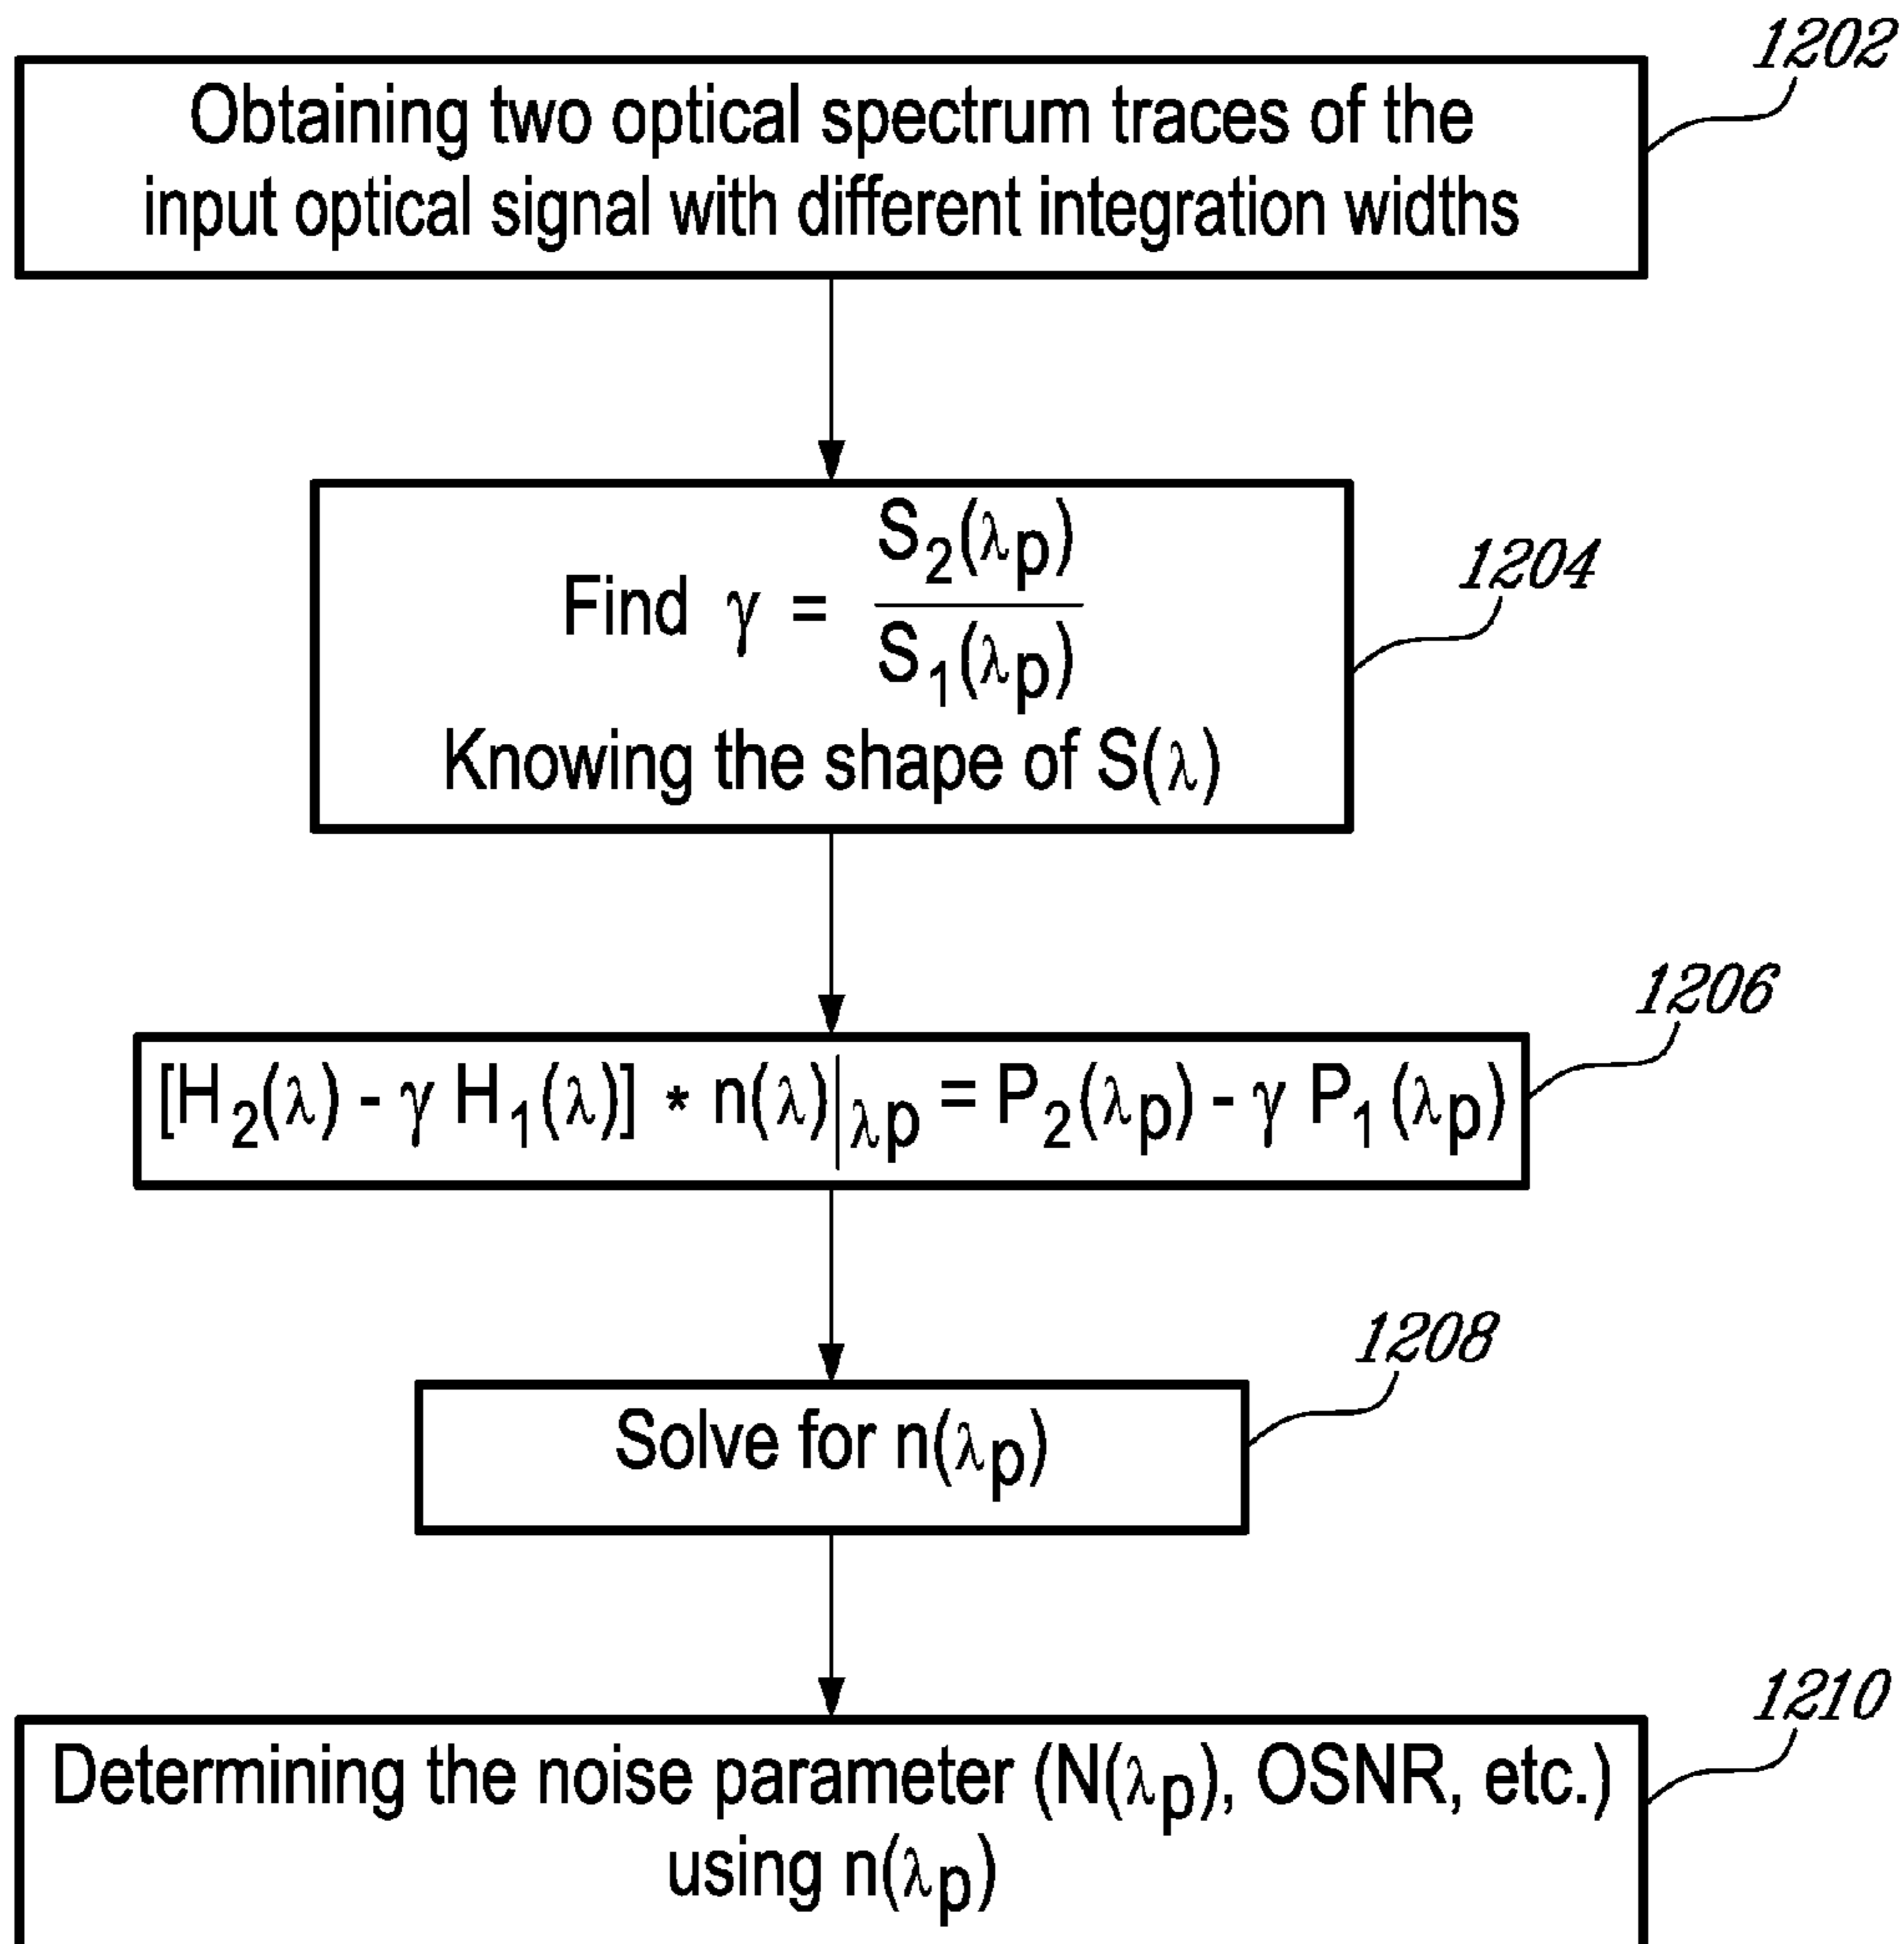 1202
Obtaining two optical spectrum traces of the
input optical signal with different integration widths
1204
Find γ = S₂(λp) / S₁(λp)
Knowing the shape of S(λ)
1206
[H₂(λ) - γ H₁(λ)] * n(λ)|λp = P₂(λp) - γ P₁(λp)
1208
Solve for n(λp)
1210
Determining the noise parameter (N(λp), OSNR, etc.)
using n(λp)